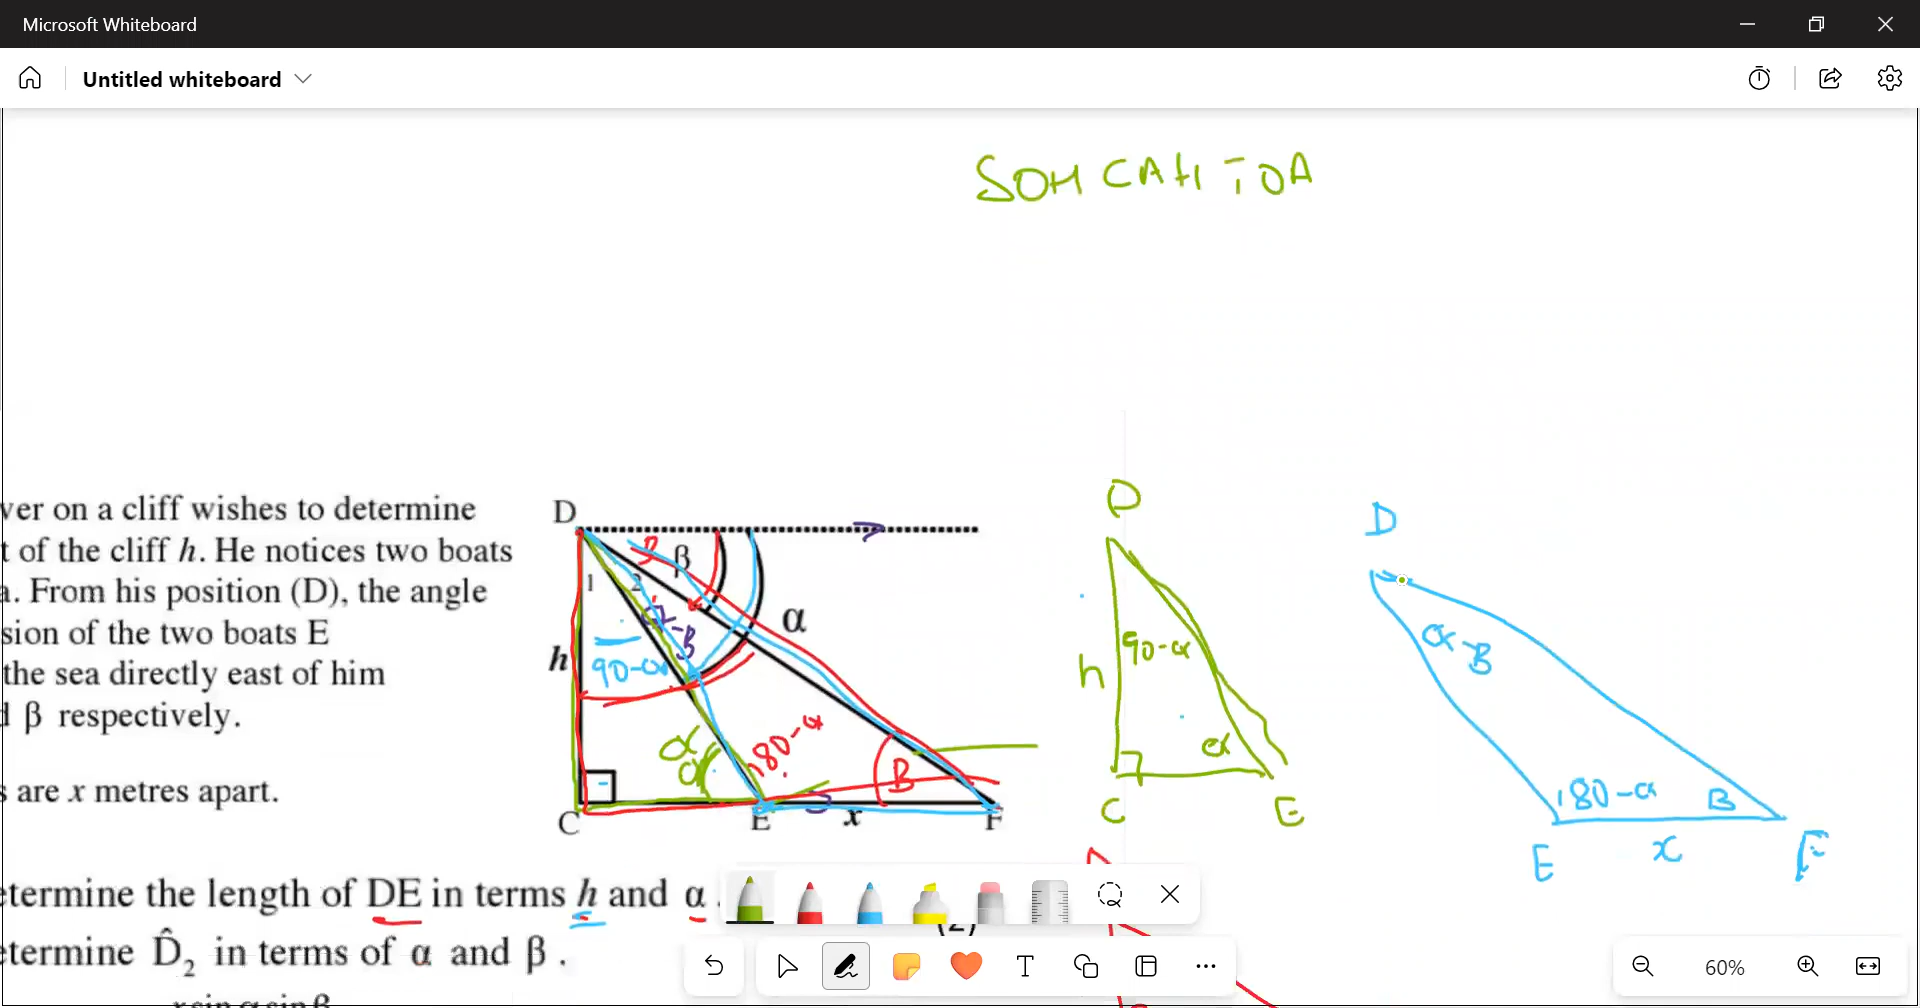 Microsoft Whiteboard
Untitled whiteboard
SOH CAH TOA
ver on a cliff wishes to determine
t of the cliff h. He notices two boats
a. From his position (D), the angle
sion of the two boats E
the sea directly east of him
d β respectively.
s are x metres apart.
D
β
β
1
2
α
α-B
h
90-α
α
α
180-α
B
C
E
x
F
D
h
90-α
α
C
E
D
α-B
180-α
B
E
x
F
etermine the length of DE in terms h and α.
(2)
etermine D̂₂ in terms of α and β.
x sin α sin β
60%